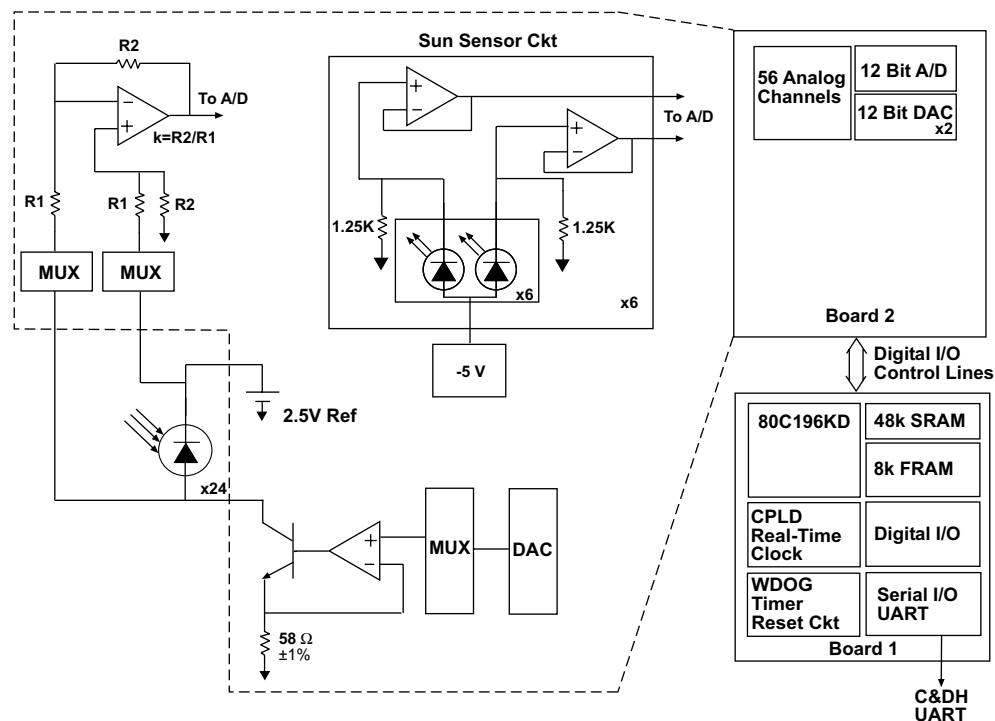 R2
To A/D
k=R2/R1
−
+
R1
R1
R2
MUX
MUX
2.5V Ref
x24
Sun Sensor Ckt
+
−
+
−
To A/D
1.25K
1.25K
x6
x6
-5 V
+
−
MUX
DAC
58 Ω
±1%
56 Analog
Channels
12 Bit A/D
12 Bit DAC
x2
Board 2
Digital I/O
Control Lines
80C196KD
48k SRAM
8k FRAM
CPLD
Real-Time
Clock
Digital I/O
WDOG
Timer
Reset Ckt
Serial I/O
UART
Board 1
C&DH
UART